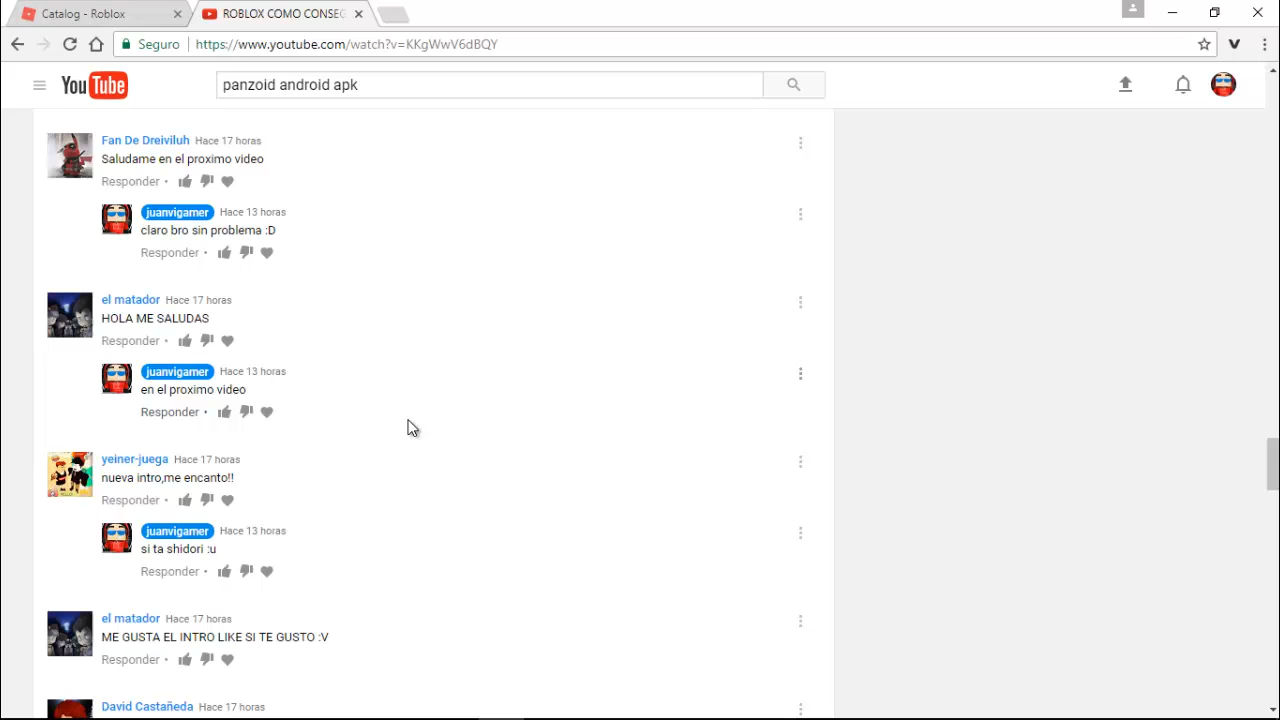 Catalog - Roblox
ROBLOX COMO CONSEG
Seguro
https://www.youtube.com/watch?v=KKgWwV6dBQY
YouTube
panzoid android apk
Fan De Dreiviluh Hace 17 horas
Saludame en el proximo video
Responder •
juanvigamer Hace 13 horas
claro bro sin problema :D
Responder •
el matador Hace 17 horas
HOLA ME SALUDAS
Responder •
juanvigamer Hace 13 horas
en el proximo video
Responder •
yeiner-juega Hace 17 horas
nueva intro,me encanto!!
Responder •
juanvigamer Hace 13 horas
si ta shidori :u
Responder •
el matador Hace 17 horas
ME GUSTA EL INTRO LIKE SI TE GUSTO :V
Responder •
David Castañeda Hace 17 horas